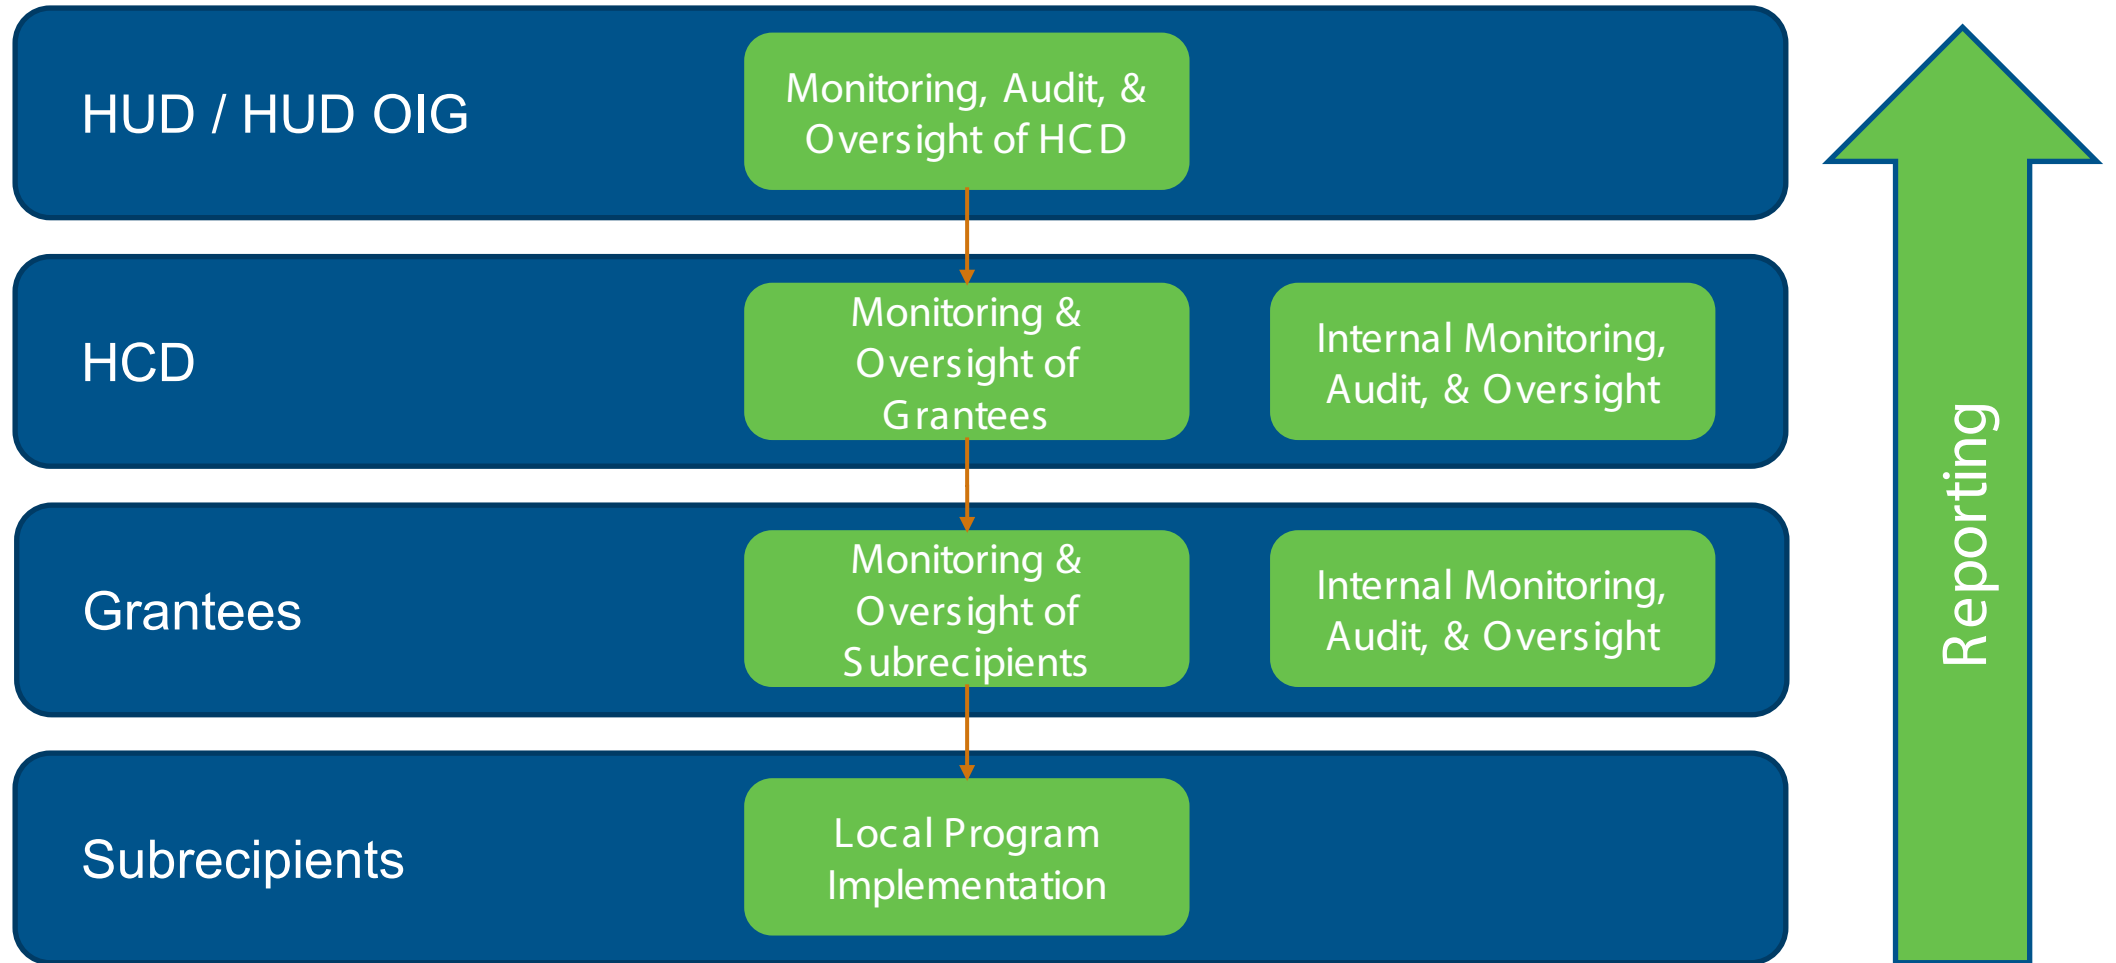 HUD / HUD OIG
Monitoring, Audit, &
Oversight of HCD
HCD
Monitoring &
Oversight of
Grantees
Internal Monitoring,
Audit, & Oversight
Grantees
Monitoring &
Oversight of
Subrecipients
Internal Monitoring,
Audit, & Oversight
Subrecipients
Local Program
Implementation
Reporting